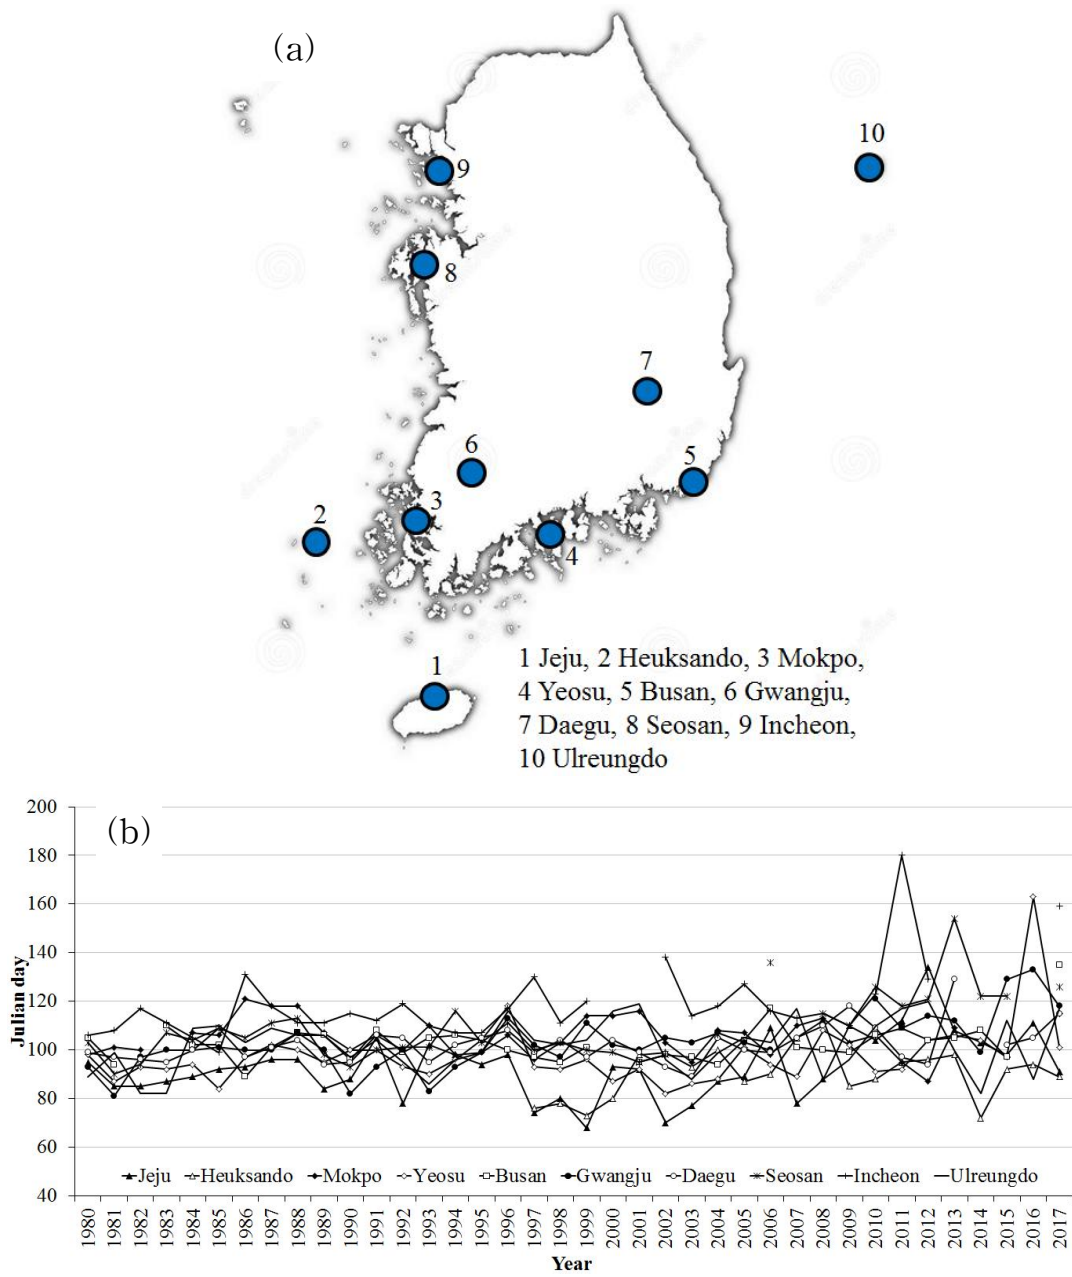 (a)
10
9
8
7
6
5
3
2
4
1
1 Jeju, 2 Heuksando, 3 Mokpo,
4 Yeosu, 5 Busan, 6 Gwangju,
7 Daegu, 8 Seosan, 9 Incheon,
10 Ulreungdo
(b)
200
180
160
140
120
100
80
60
40
Julian day
Jeju Heuksando Mokpo Yeosu Busan Gwangju Daegu Seosan Incheon Ulreungdo
1980 1981 1982 1983 1984 1985 1986 1987 1988 1989 1990 1991 1992 1993 1994 1995 1996 1997 1998 1999 2000 2001 2002 2003 2004 2005 2006 2007 2008 2009 2010 2011 2012 2013 2014 2015 2016 2017
Year